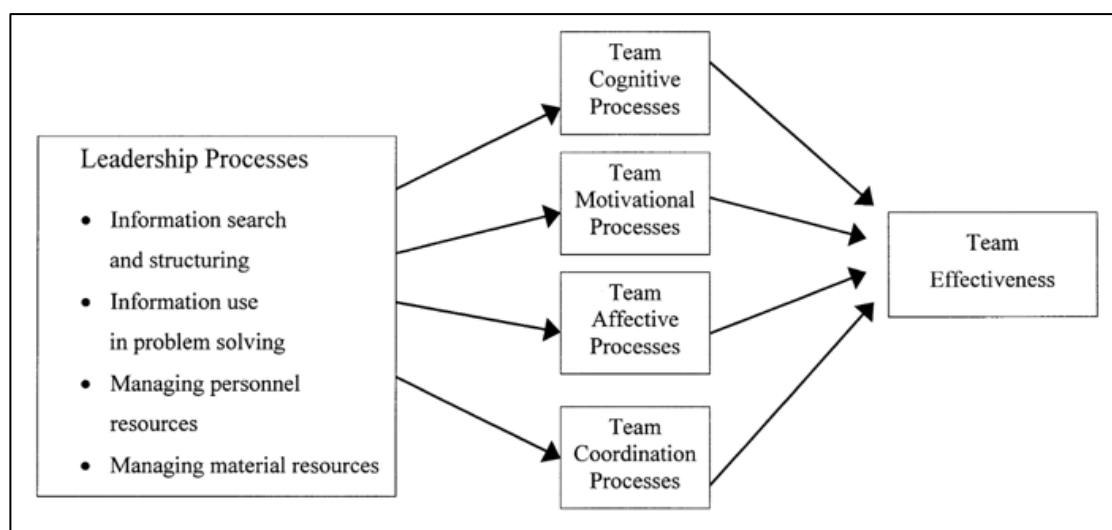 Leadership Processes
• Information search
and structuring
• Information use
in problem solving
• Managing personnel
resources
• Managing material resources
Team
Cognitive
Processes
Team
Motivational
Processes
Team
Affective
Processes
Team
Coordination
Processes
Team
Effectiveness